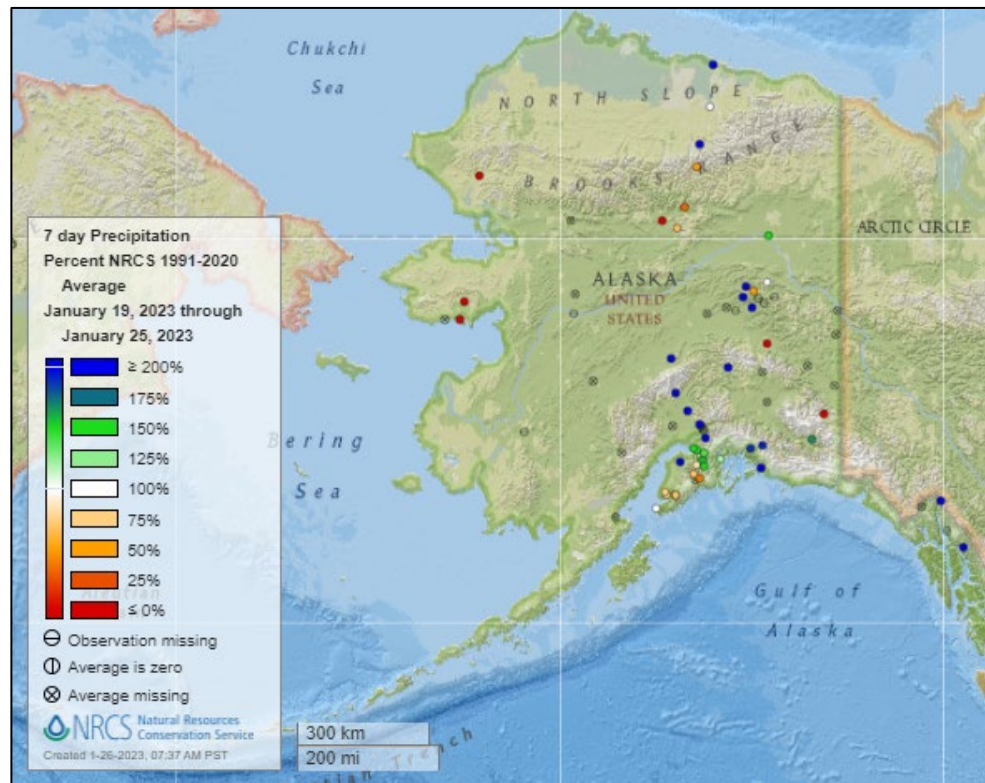 Chukchi
Sea
NORTH SLOPE
BROOKS RANGE
ARCTIC CIRCLE
ALASKA
UNITED
STATES
Bering
Sea
Gulf of
Alaska
7 day Precipitation
Percent NRCS 1991-2020
Average
January 19, 2023 through
January 25, 2023
≥ 200%
175%
150%
125%
100%
75%
50%
25%
≤ 0%
Aleutian
Observation missing
Average is zero
Average missing
NRCS Natural Resources
Conservation Service
Created 1-26-2023, 07:37 AM PST
300 km
200 mi
Trench